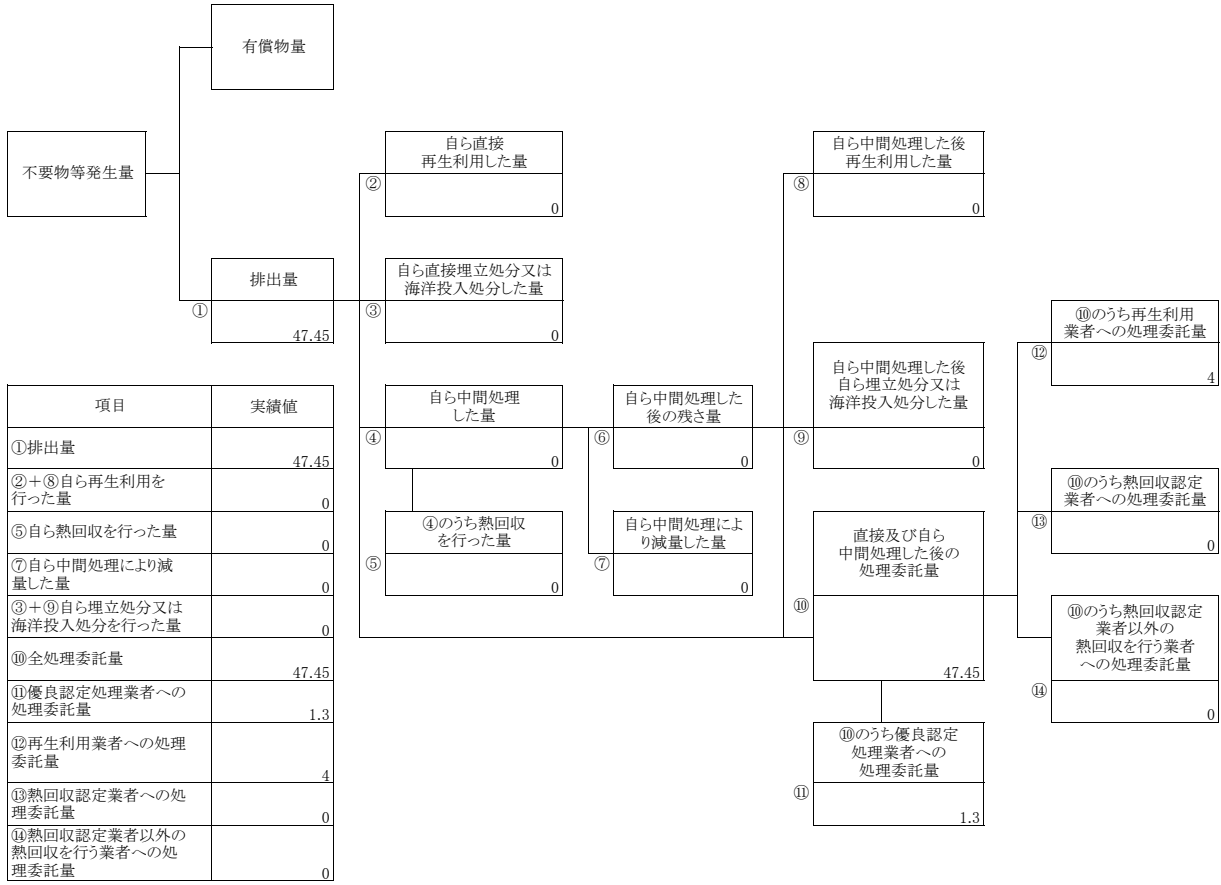 有償物量
不要物等発生量
自ら直接
再生利用した量
②
0
自ら中間処理した後
再生利用した量
⑧
0
排出量
①
47.45
自ら直接埋立処分又は
海洋投入処分した量
③
0
自ら中間処理
した量
④
0
自ら中間処理した
後の残さ量
⑥
0
自ら中間処理した後
自ら埋立処分又は
海洋投入処分した量
⑨
0
⑩のうち再生利用
業者への処理委託量
⑫
4
④のうち熱回収
を行った量
⑤
0
自ら中間処理によ
り減量した量
⑦
0
直接及び自ら
中間処理した後の
処理委託量
⑩
47.45
⑩のうち熱回収認定
業者への処理委託量
⑬
0
⑩のうち熱回収認定
業者以外の
熱回収を行う業者
への処理委託量
⑭
0
⑩のうち優良認定
処理業者への
処理委託量
⑪
1.3
項目 実績値
①排出量 47.45
②＋⑧自ら再生利用を
行った量 0
⑤自ら熱回収を行った量 0
⑦自ら中間処理により減
量した量 0
③＋⑨自ら埋立処分又は
海洋投入処分を行った量 0
⑩全処理委託量 47.45
⑪優良認定処理業者への
処理委託量 1.3
⑫再生利用業者への処理
委託量 4
⑬熱回収認定業者への処
理委託量 0
⑭熱回収認定業者以外の
熱回収を行う業者への処
理委託量 0